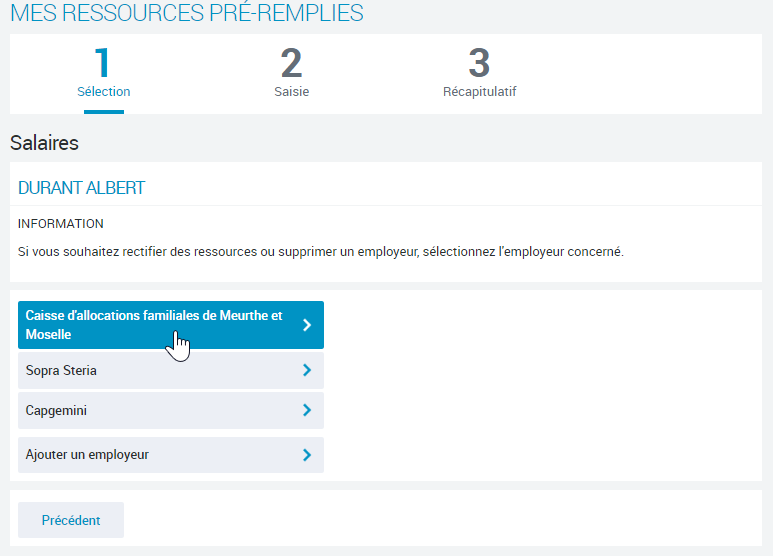 MES RESSOURCES PRÉ-REMPLIES
1
Sélection
2
Saisie
3
Récapitulatif
Salaires
DURANT ALBERT
INFORMATION
Si vous souhaitez rectifier des ressources ou supprimer un employeur, sélectionnez l'employeur concerné.
Caisse d'allocations familiales de Meurthe et
Moselle
Sopra Steria
Capgemini
Ajouter un employeur
Précédent